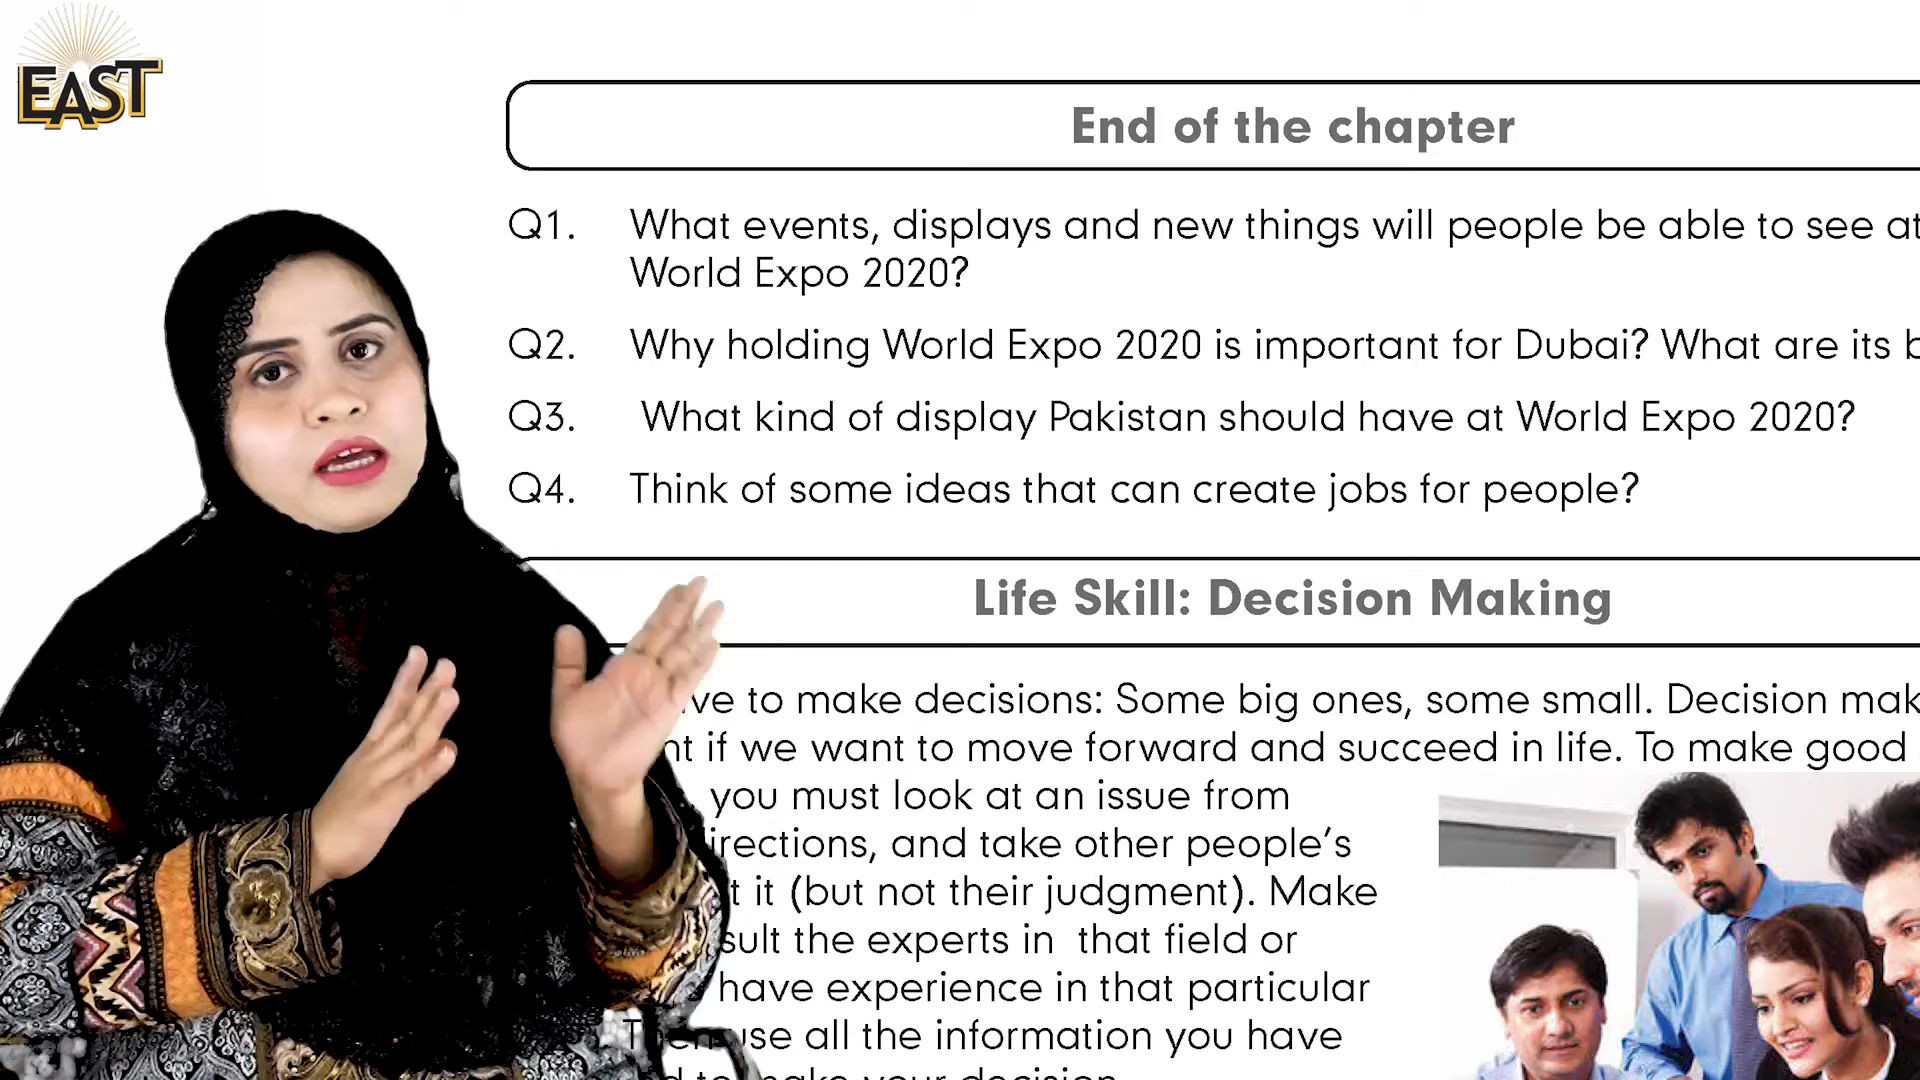 EAST
End of the chapter
Q1. What events, displays and new things will people be able to see at
World Expo 2020?
Q2. Why holding World Expo 2020 is important for Dubai? What are its
Q3. What kind of display Pakistan should have at World Expo 2020?
Q4. Think of some ideas that can create jobs for people?
Life Skill: Decision Making
to make decisions: Some big ones, some small. Decision
if we want to move forward and succeed in life. To make good
you must look at an issue from
and take other people's
it (but not their judgment). Make
the experts in that field or
have experience in that particular
use all the information you have
to make your decision.